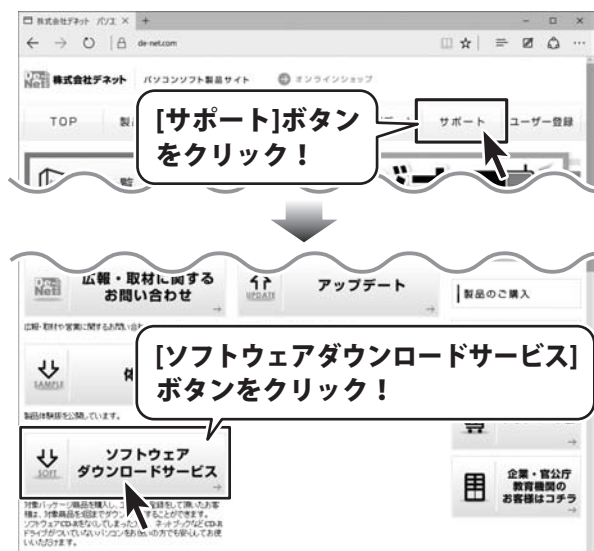 株式会社デネット パソ
de-net.com
株式会社デネット パソコンソフト製品サイト オンラインショップ
TOP
サポート
ユーザー登録
[サポート]ボタン
をクリック！
広報・取材に関する
お問い合わせ
UPDATE
アップデート
製品のご購入
SAMPLE
[ソフトウェアダウンロードサービス]
ボタンをクリック！
製品体験版を公開しています。
SOFT
ソフトウェア
ダウンロードサービス
企業・官公庁
教育機関の
お客様はコチラ